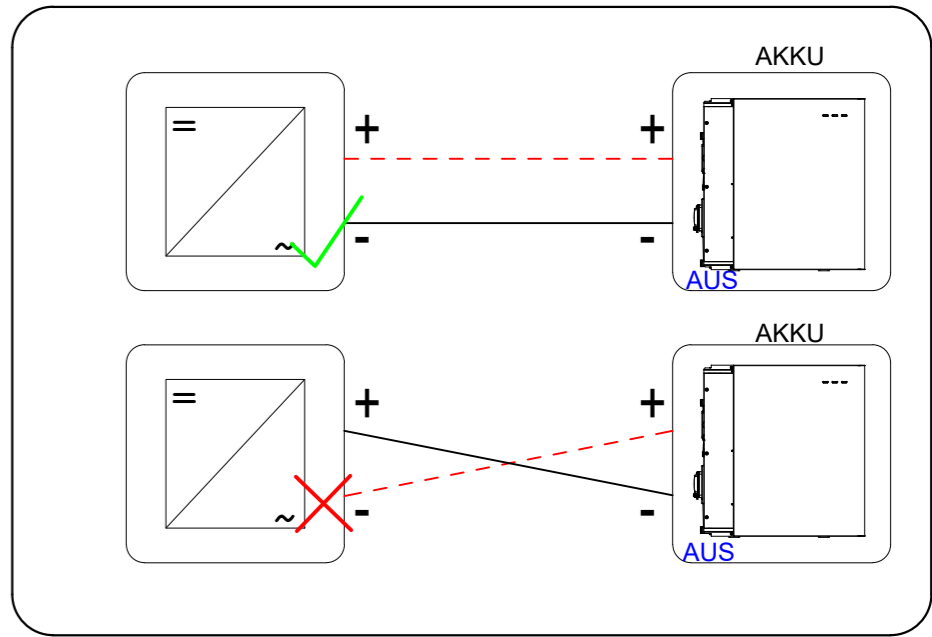 AKKU
+ +
- -
AUS
AKKU
+ +
- -
AUS